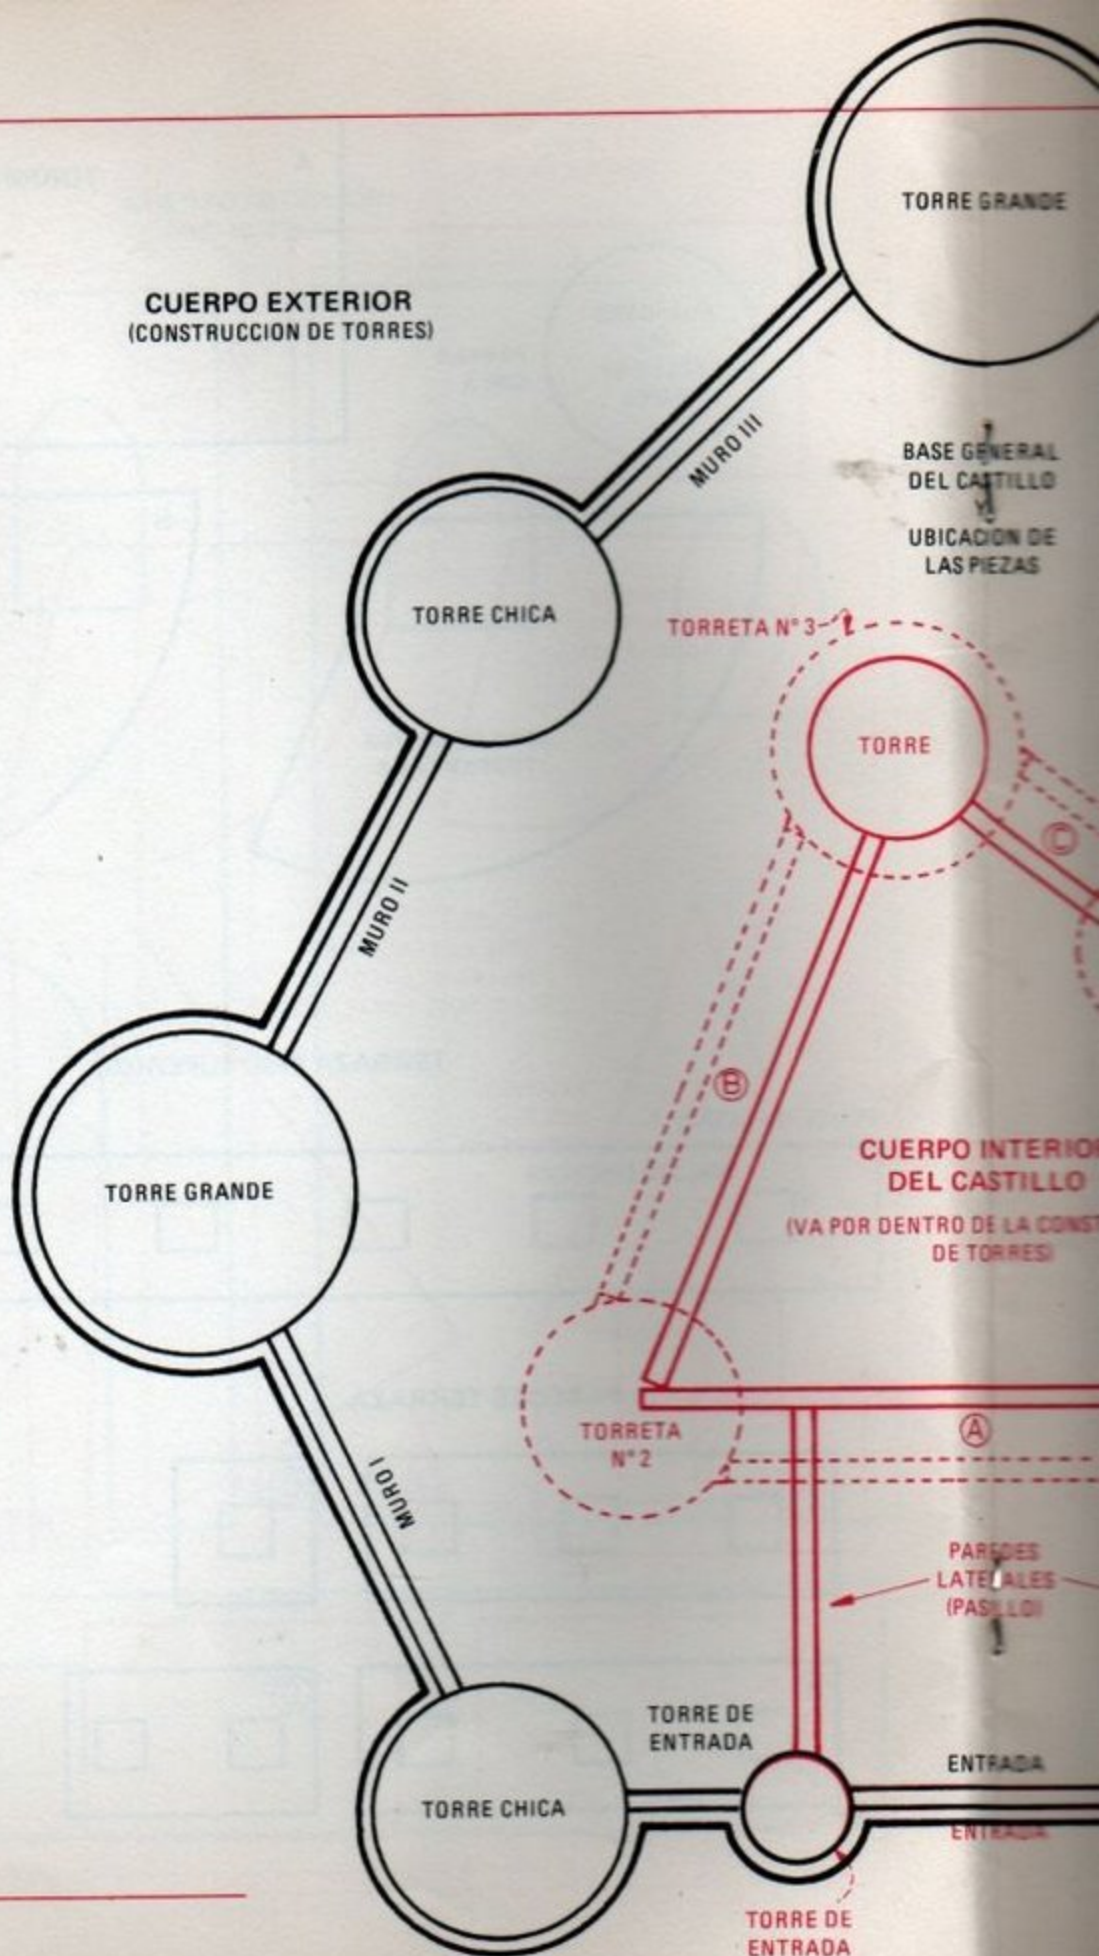 TORRE GRANDE
CUERPO EXTERIOR
(CONSTRUCCION DE TORRES)
MURO III
BASE GENERAL
DEL CASTILLO
Y
UBICACION DE
LAS PIEZAS
TORRE CHICA
TORRETA N° 3
TORRE
C
MURO II
B
CUERPO INTERIOR
DEL CASTILLO
(VA POR DENTRO DE LA CONST
DE TORRES)
TORRE GRANDE
TORRETA
N° 2
A
MURO I
PAREDES
LATERALES
(PASILLO)
TORRE DE
ENTRADA
ENTRADA
TORRE CHICA
ENTRADA
TORRE DE
ENTRADA